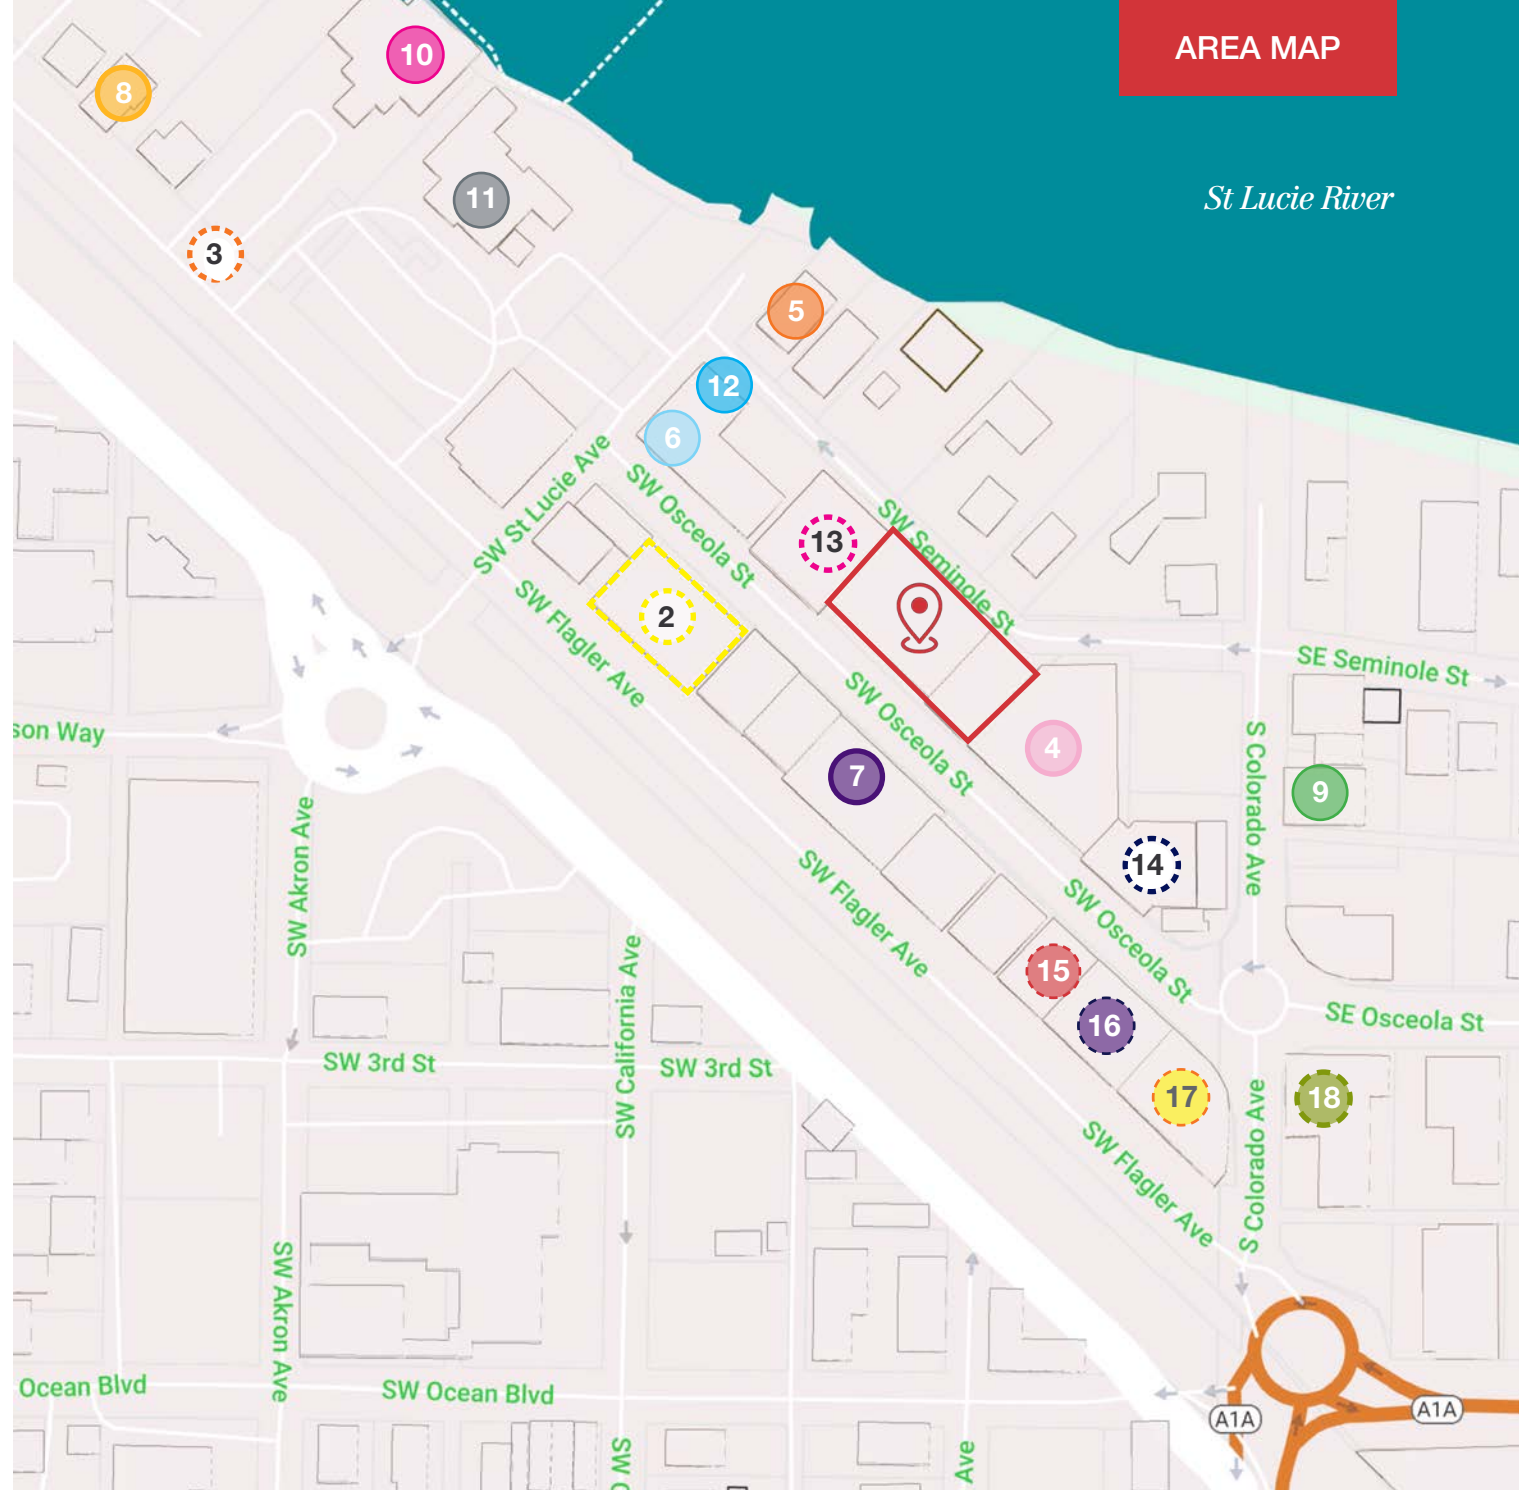 AREA MAP
10
8
St Lucie River
11
3
5
12
6
SW St Lucie Ave
SW Osceola St
SW Seminole St
13
2
SW Flagler Ave
SE Seminole St
SW Osceola St
son Way
4
7
S Colorado Ave
9
SW Akron Ave
14
SW Flagler Ave
SW Osceola St
SW California Ave
15
16
SE Osceola St
SW 3rd St
SW 3rd St
17
18
SW Flagler Ave
S Colorado Ave
SW Akron Ave
Ocean Blvd
SW Ocean Blvd
A1A
A1A
SW C
Ave